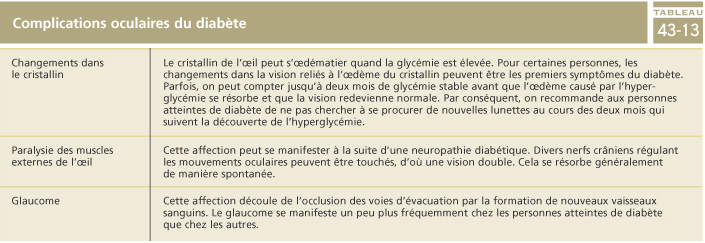 Complications oculaires du diabète
TABLEAU
43-13
Changements dans
le cristallin
Le cristallin de l’œil peut s’œdématier quand la glycémie est élevée. Pour certaines personnes, les
changements dans la vision reliés à l’œdème du cristallin peuvent être les premiers symptômes du diabète.
Parfois, on peut compter jusqu’à deux mois de glycémie stable avant que l’œdème causé par l’hyper-
glycémie se résorbe et que la vision redevienne normale. Par conséquent, on recommande aux personnes
atteintes de diabète de ne pas chercher à se procurer de nouvelles lunettes au cours des deux mois qui
suivent la découverte de l’hyperglycémie.
Paralysie des muscles
externes de l’œil
Cette affection peut se manifester à la suite d’une neuropathie diabétique. Divers nerfs crâniens régulant
les mouvements oculaires peuvent être touchés, d’où une vision double. Cela se résorbe généralement
de manière spontanée.
Glaucome
Cette affection découle de l’occlusion des voies d’évacuation par la formation de nouveaux vaisseaux
sanguins. Le glaucome se manifeste un peu plus fréquemment chez les personnes atteintes de diabète
que chez les autres.